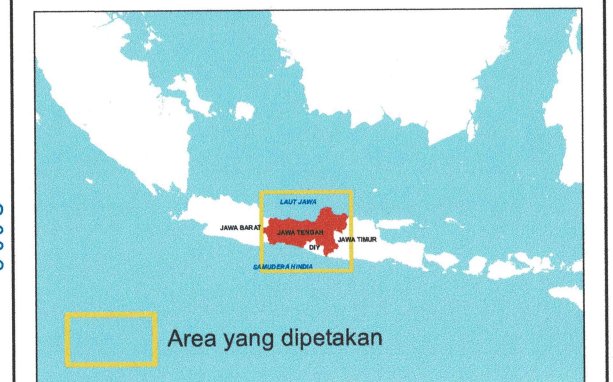 LAUT JAWA
JAWA BARAT
JAWA TENGAH
DIY
JAWA TIMUR
SAMUDERA HINDIA
Area yang dipetakan